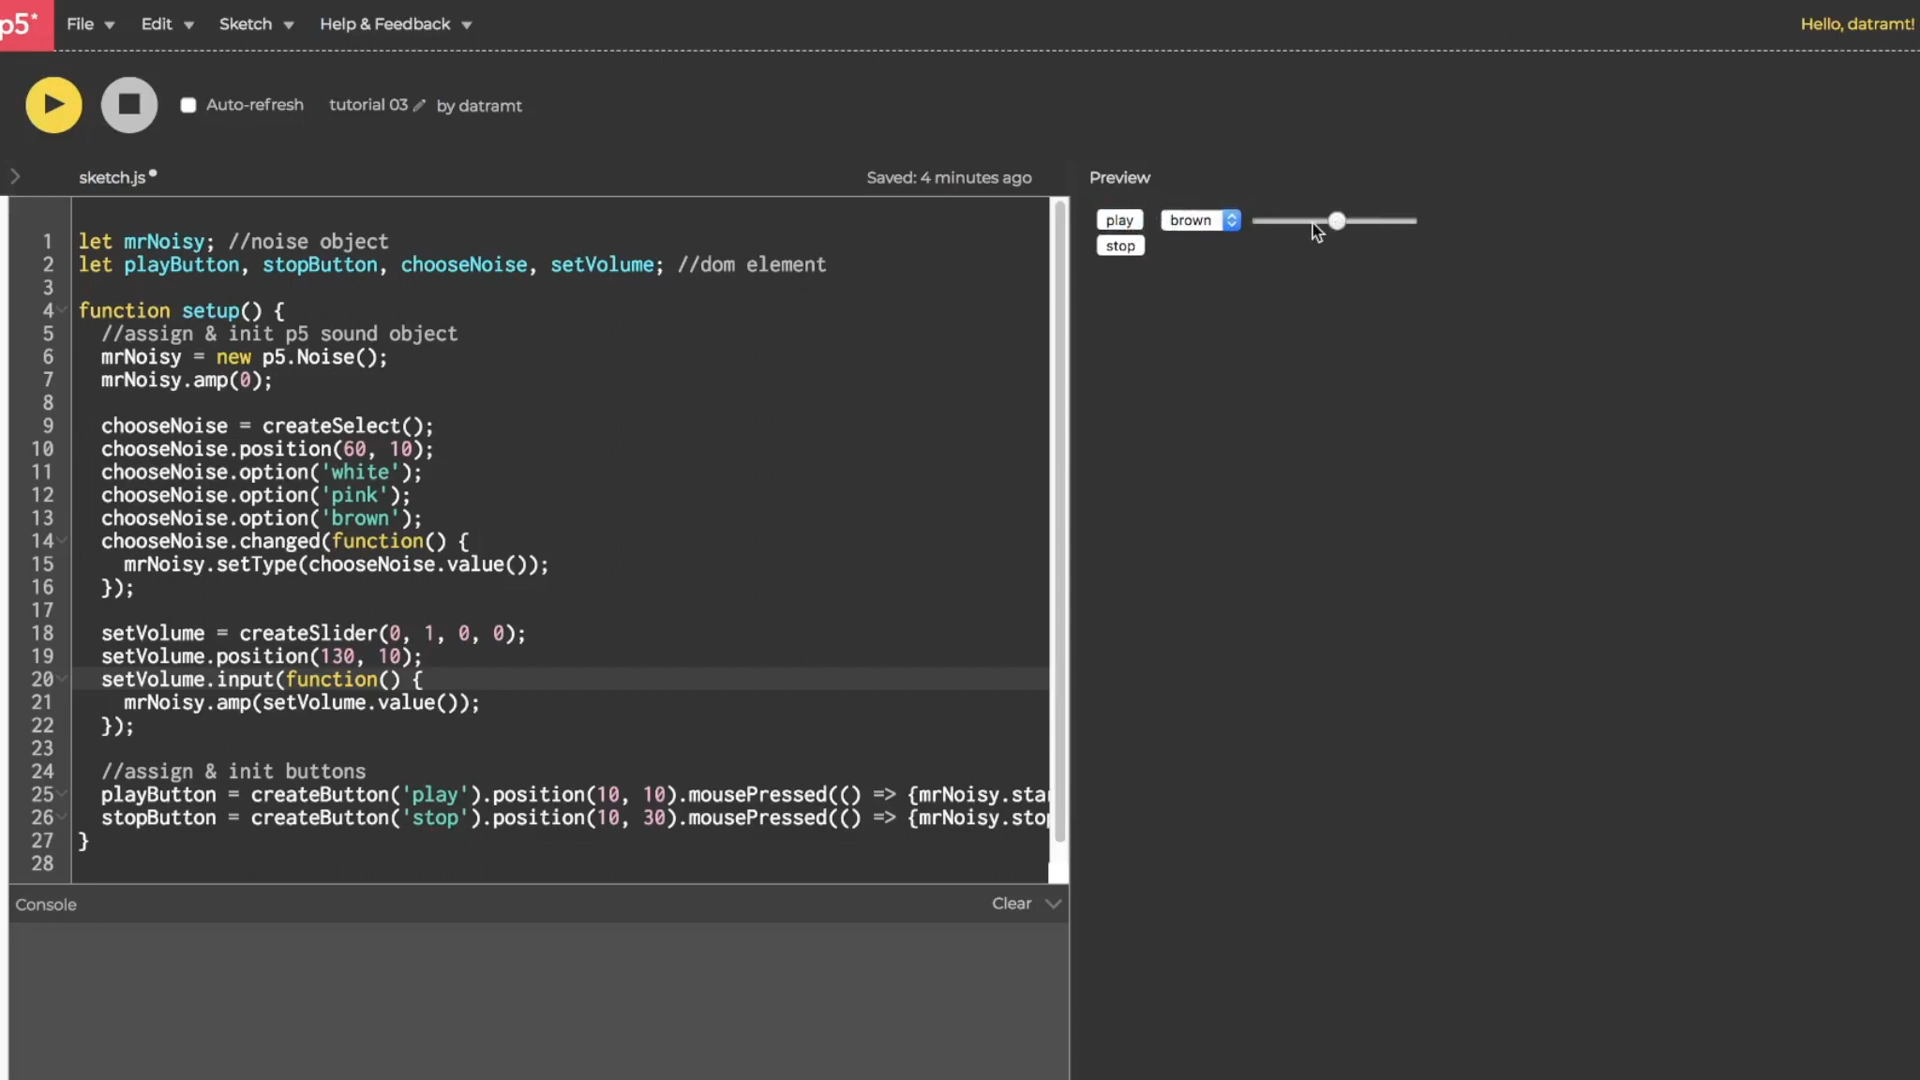 p5*
File
Edit
Sketch
Help & Feedback
Hello, datramt!
Auto-refresh
tutorial 03
by datramt
sketch.js
Saved: 4 minutes ago
Preview
play
brown
stop
1 let mrNoisy; //noise object
2 let playButton, stopButton, chooseNoise, setVolume; //dom element
3
4 function setup() {
5 //assign & init p5 sound object
6 mrNoisy = new p5.Noise();
7 mrNoisy.amp(0);
8
9 chooseNoise = createSelect();
10 chooseNoise.position(60, 10);
11 chooseNoise.option('white');
12 chooseNoise.option('pink');
13 chooseNoise.option('brown');
14 chooseNoise.changed(function() {
15 mrNoisy.setType(chooseNoise.value());
16 });
17
18 setVolume = createSlider(0, 1, 0, 0);
19 setVolume.position(130, 10);
20 setVolume.input(function() {
21 mrNoisy.amp(setVolume.value());
22 });
23
24 //assign & init buttons
25 playButton = createButton('play').position(10, 10).mousePressed(() => {mrNoisy.star
26 stopButton = createButton('stop').position(10, 30).mousePressed(() => {mrNoisy.stop
27 }
28
Console
Clear